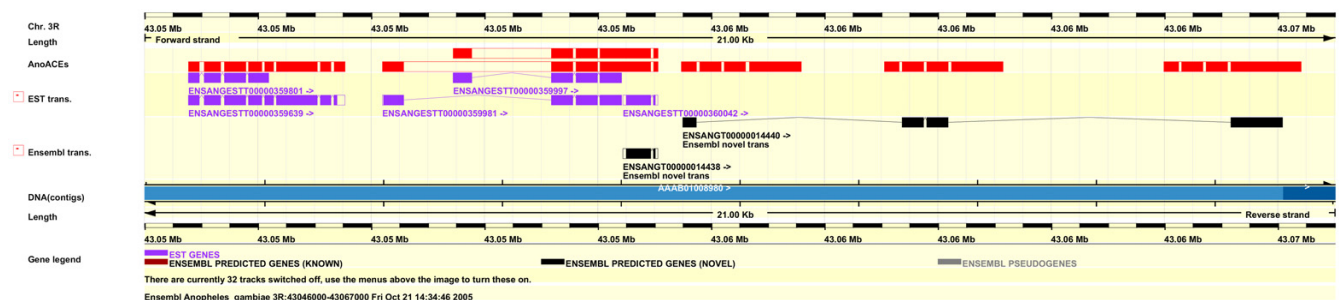 Chr. 3R
43.05 Mb 43.05 Mb 43.05 Mb 43.05 Mb 43.05 Mb 43.06 Mb 43.06 Mb 43.06 Mb 43.06 Mb 43.06 Mb 43.07 Mb
Length
Forward strand 21.00 Kb
AnoACEs
ENSANGESTT00000359801 -> ENSANGESTT00000359997 ->
EST trans.
ENSANGESTT00000359639 -> ENSANGESTT00000359981 -> ENSANGESTT00000360042 ->
ENSANGT00000014440 ->
Ensembl novel trans
Ensembl trans.
ENSANGT00000014438 ->
Ensembl novel trans
AAAB01008980 > >
DNA(contigs)
Length
21.00 Kb Reverse strand
43.05 Mb 43.05 Mb 43.05 Mb 43.05 Mb 43.05 Mb 43.06 Mb 43.06 Mb 43.06 Mb 43.06 Mb 43.06 Mb 43.07 Mb
Gene legend
EST GENES
ENSEMBL PREDICTED GENES (KNOWN) ENSEMBL PREDICTED GENES (NOVEL) ENSEMBL PSEUDOGENES
There are currently 32 tracks switched off, use the menus above the image to turn these on.
Ensembl Anopheles gambiae 3R:43046000-43067000 Fri Oct 21 14:34:46 2005